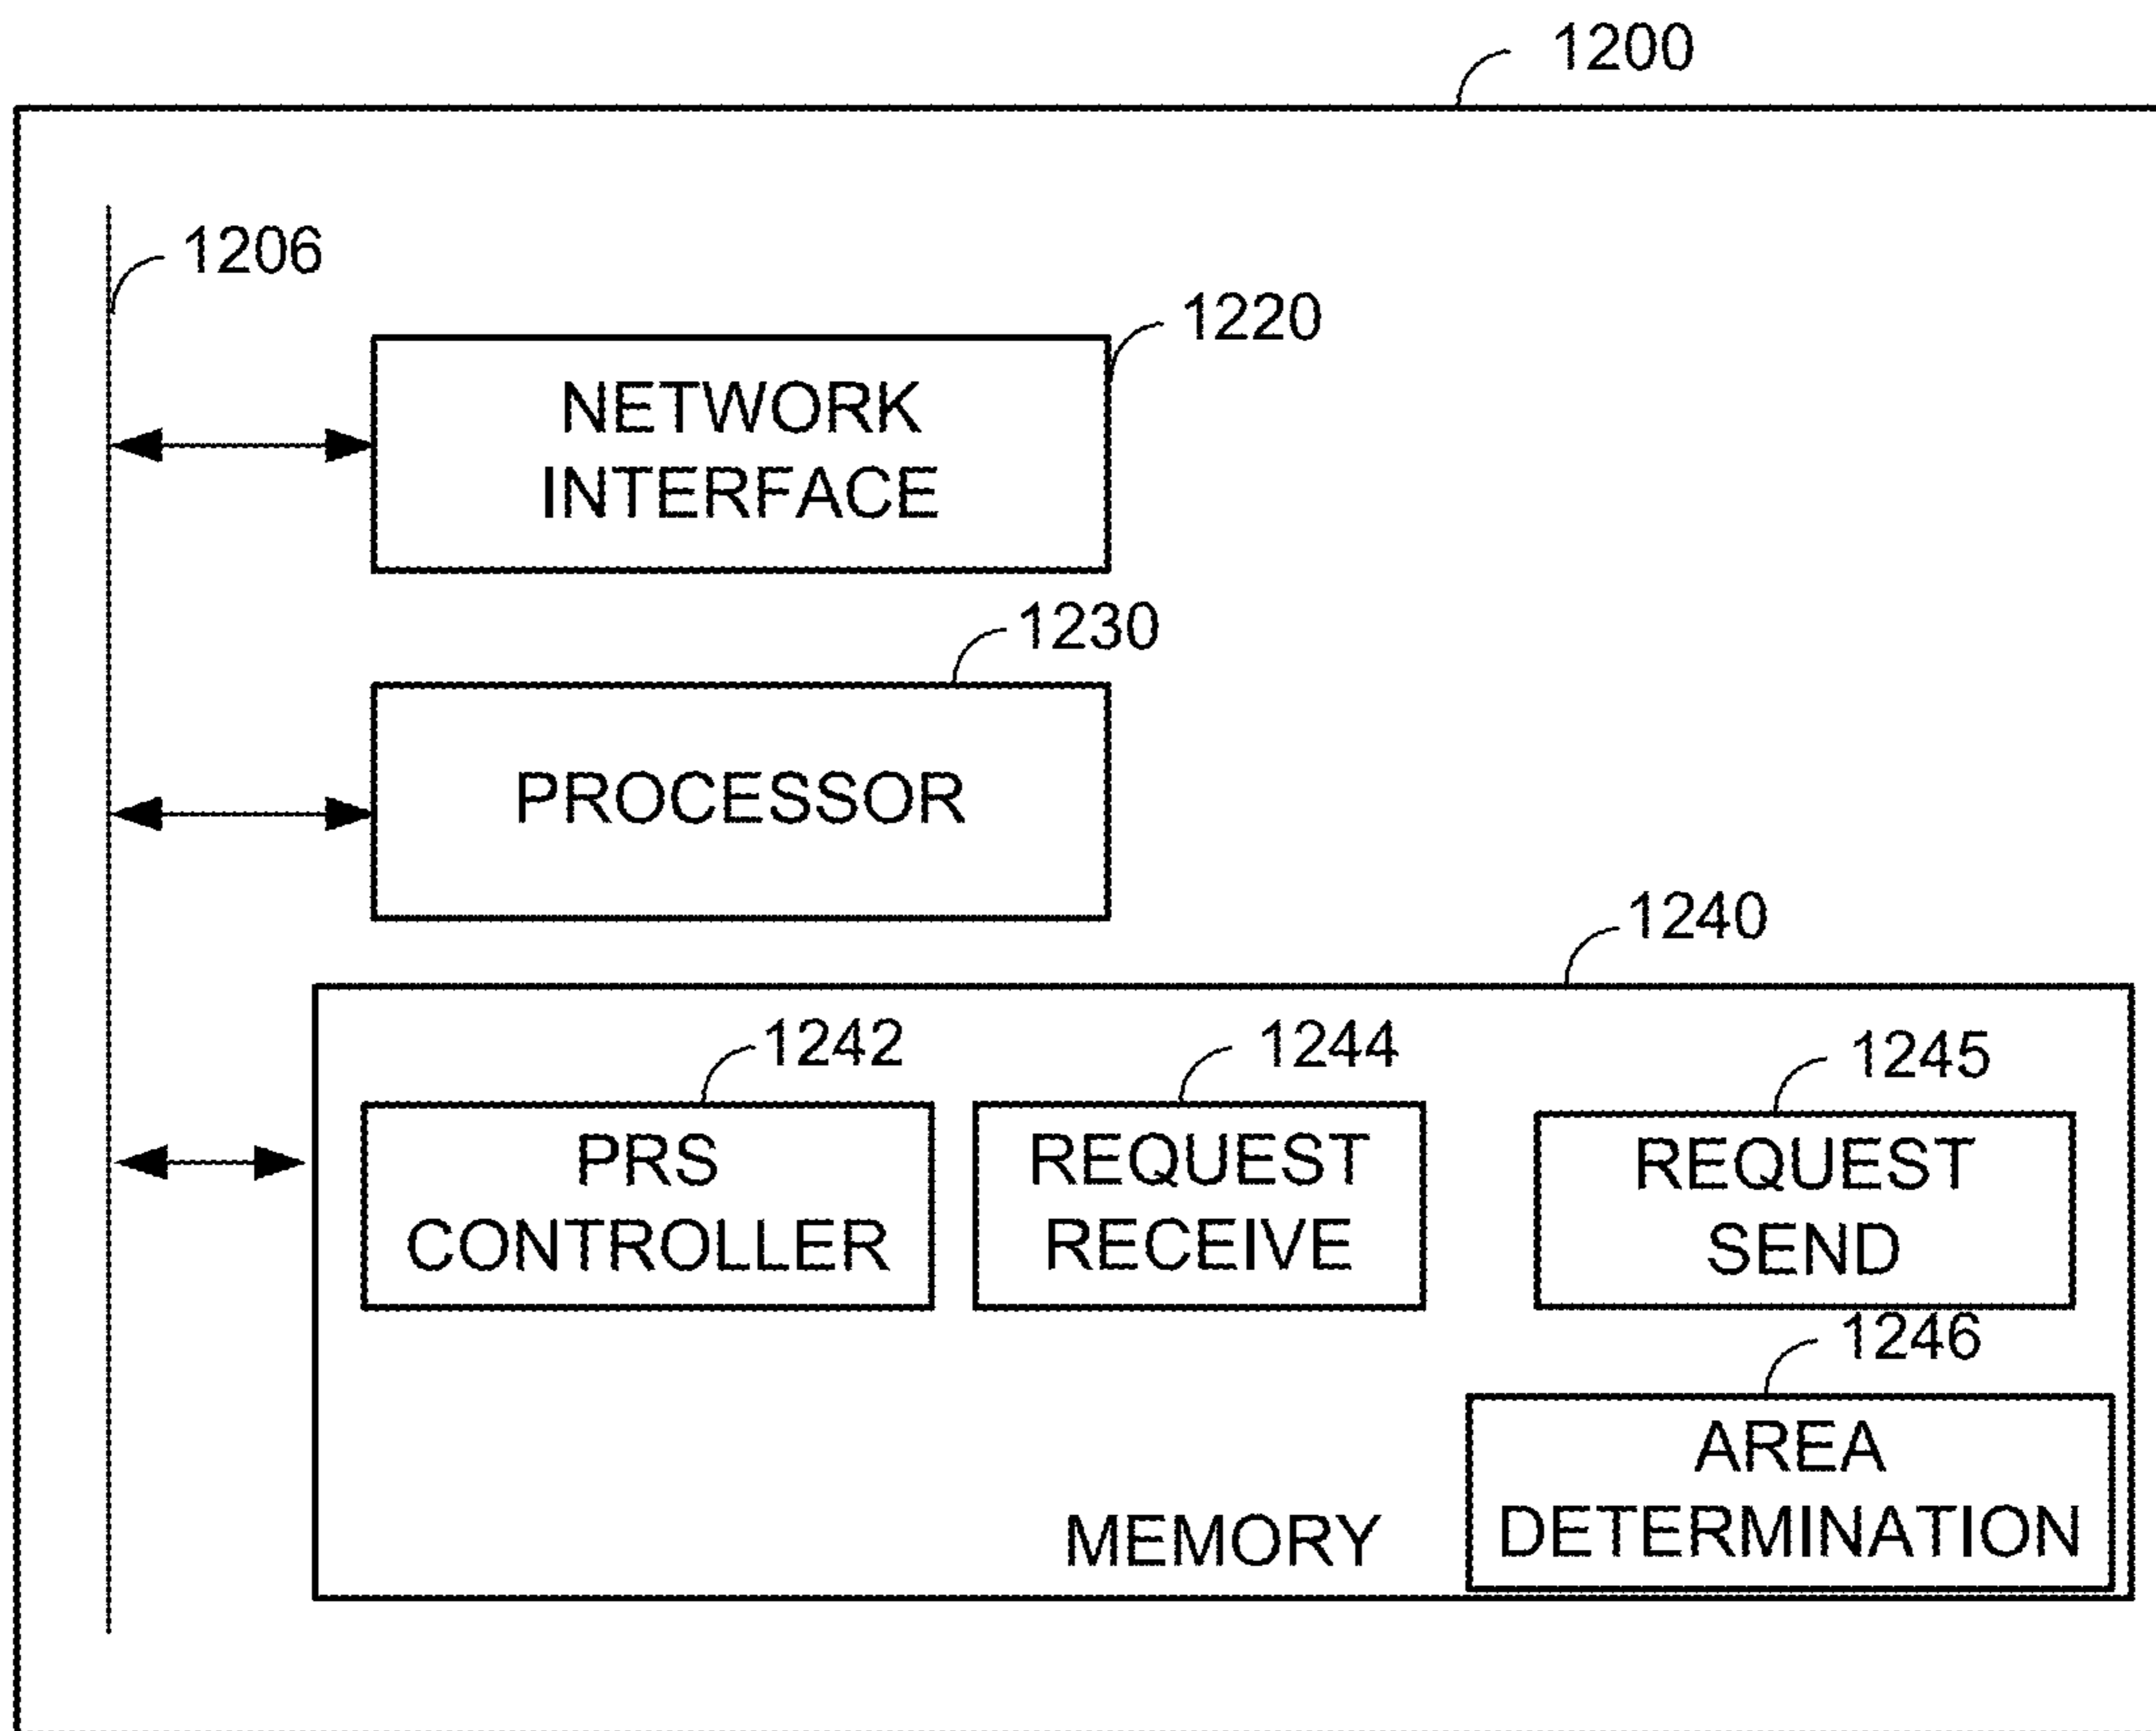 1200
1206
1220
NETWORK
INTERFACE
1230
PROCESSOR
1240
1242
PRS
CONTROLLER
1244
REQUEST
RECEIVE
1245
REQUEST
SEND
1246
AREA
DETERMINATION
MEMORY